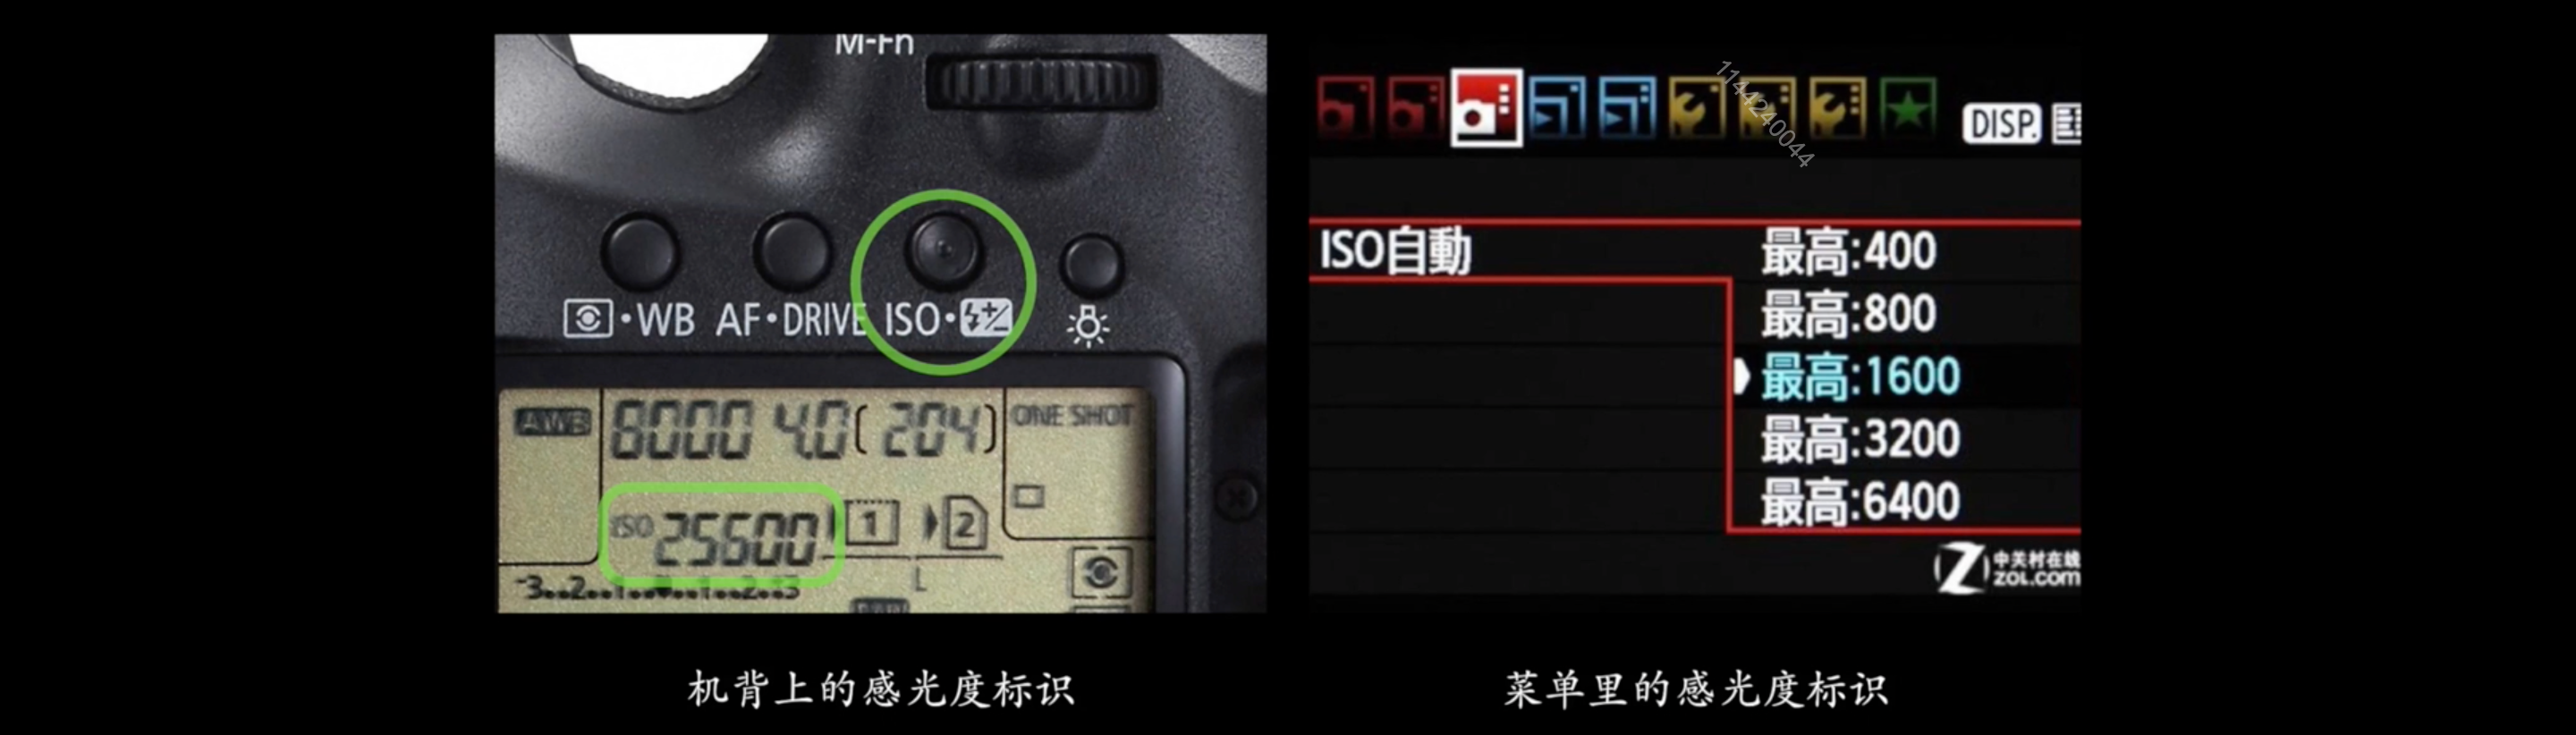 M-Fn
·WB AF·DRIVE ISO·
AWB
8000 4.0 (204)
ONE SHOT
ISO 25600
1
2
-3..2..1..▼..1..2..:3
L
机背上的感光度标识
1144240044
DISP.
ISO自動
最高:400
最高:800
最高:1600
最高:3200
最高:6400
Z
中关村在线
ZOL.COM
菜单里的感光度标识